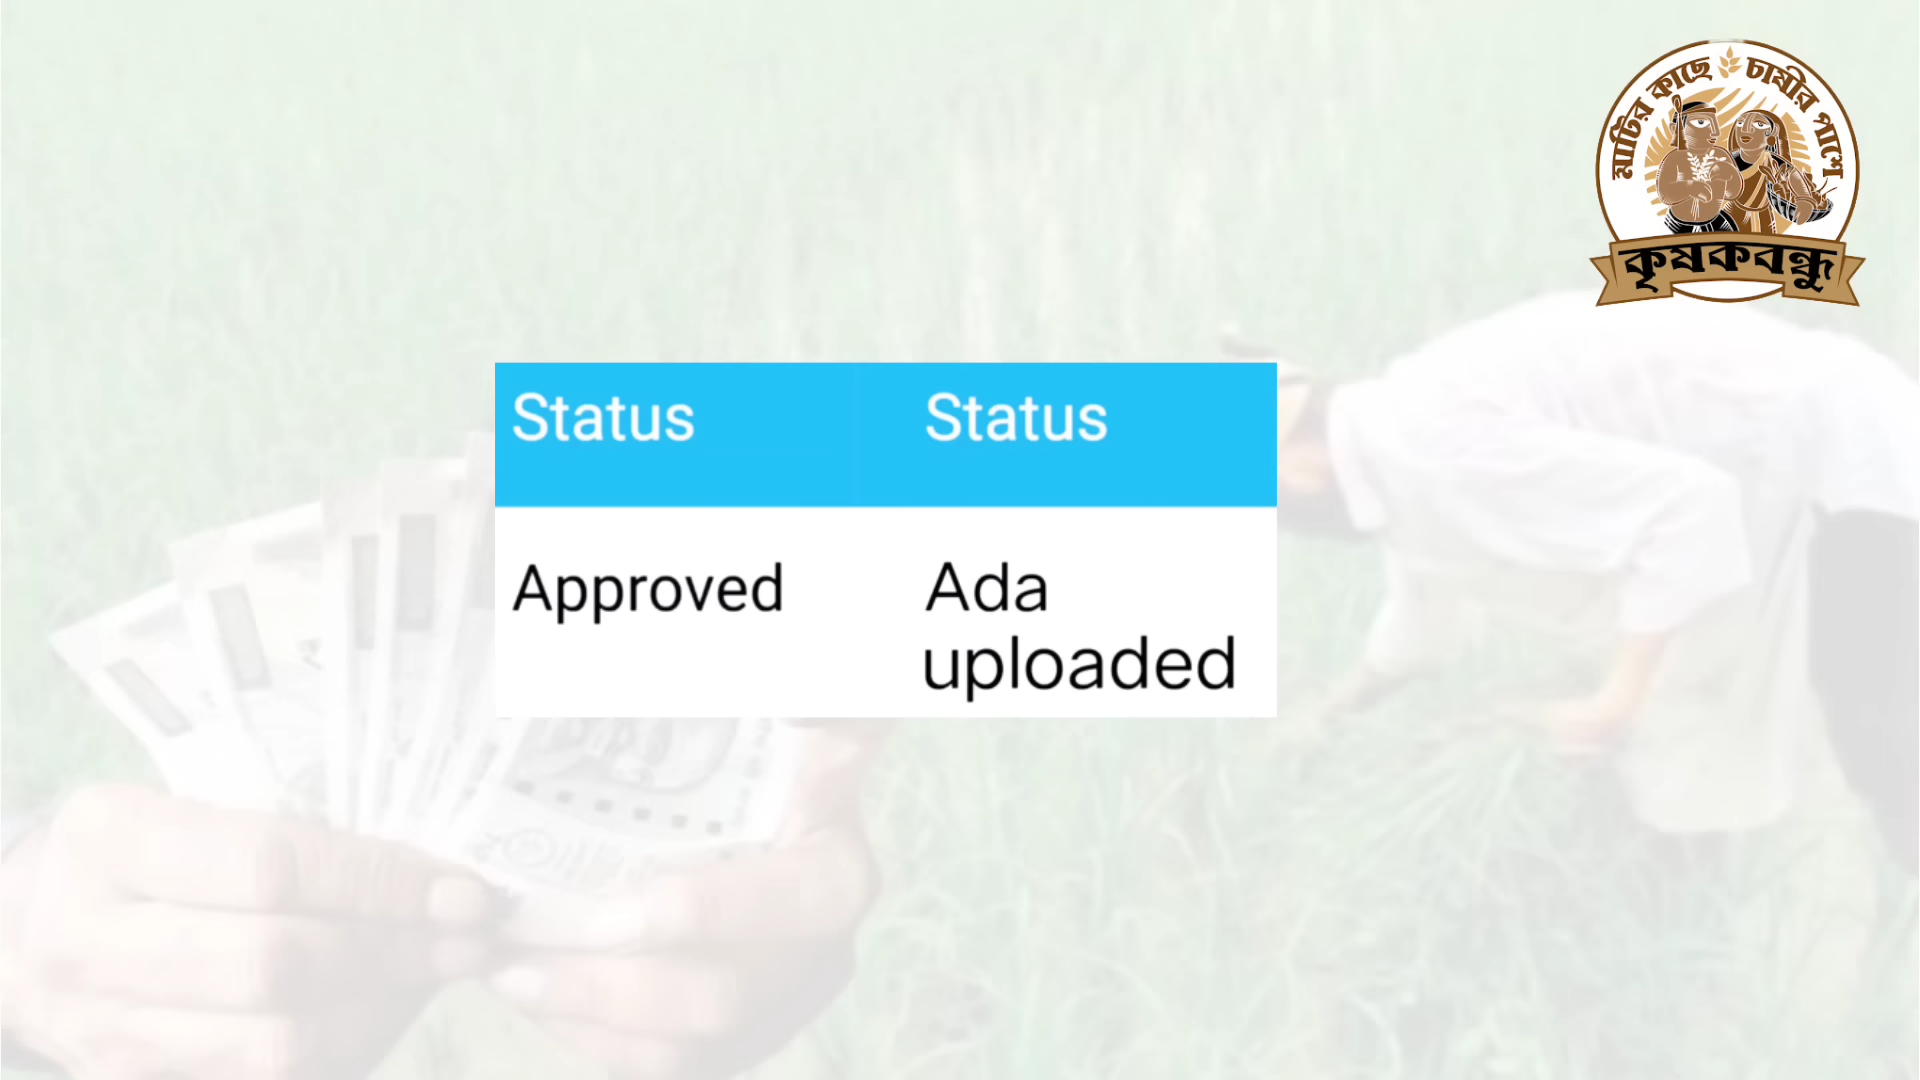 মাটির কাছে চাষীর পাশে
কৃষকবন্ধু
Status Status
Approved Ada
uploaded